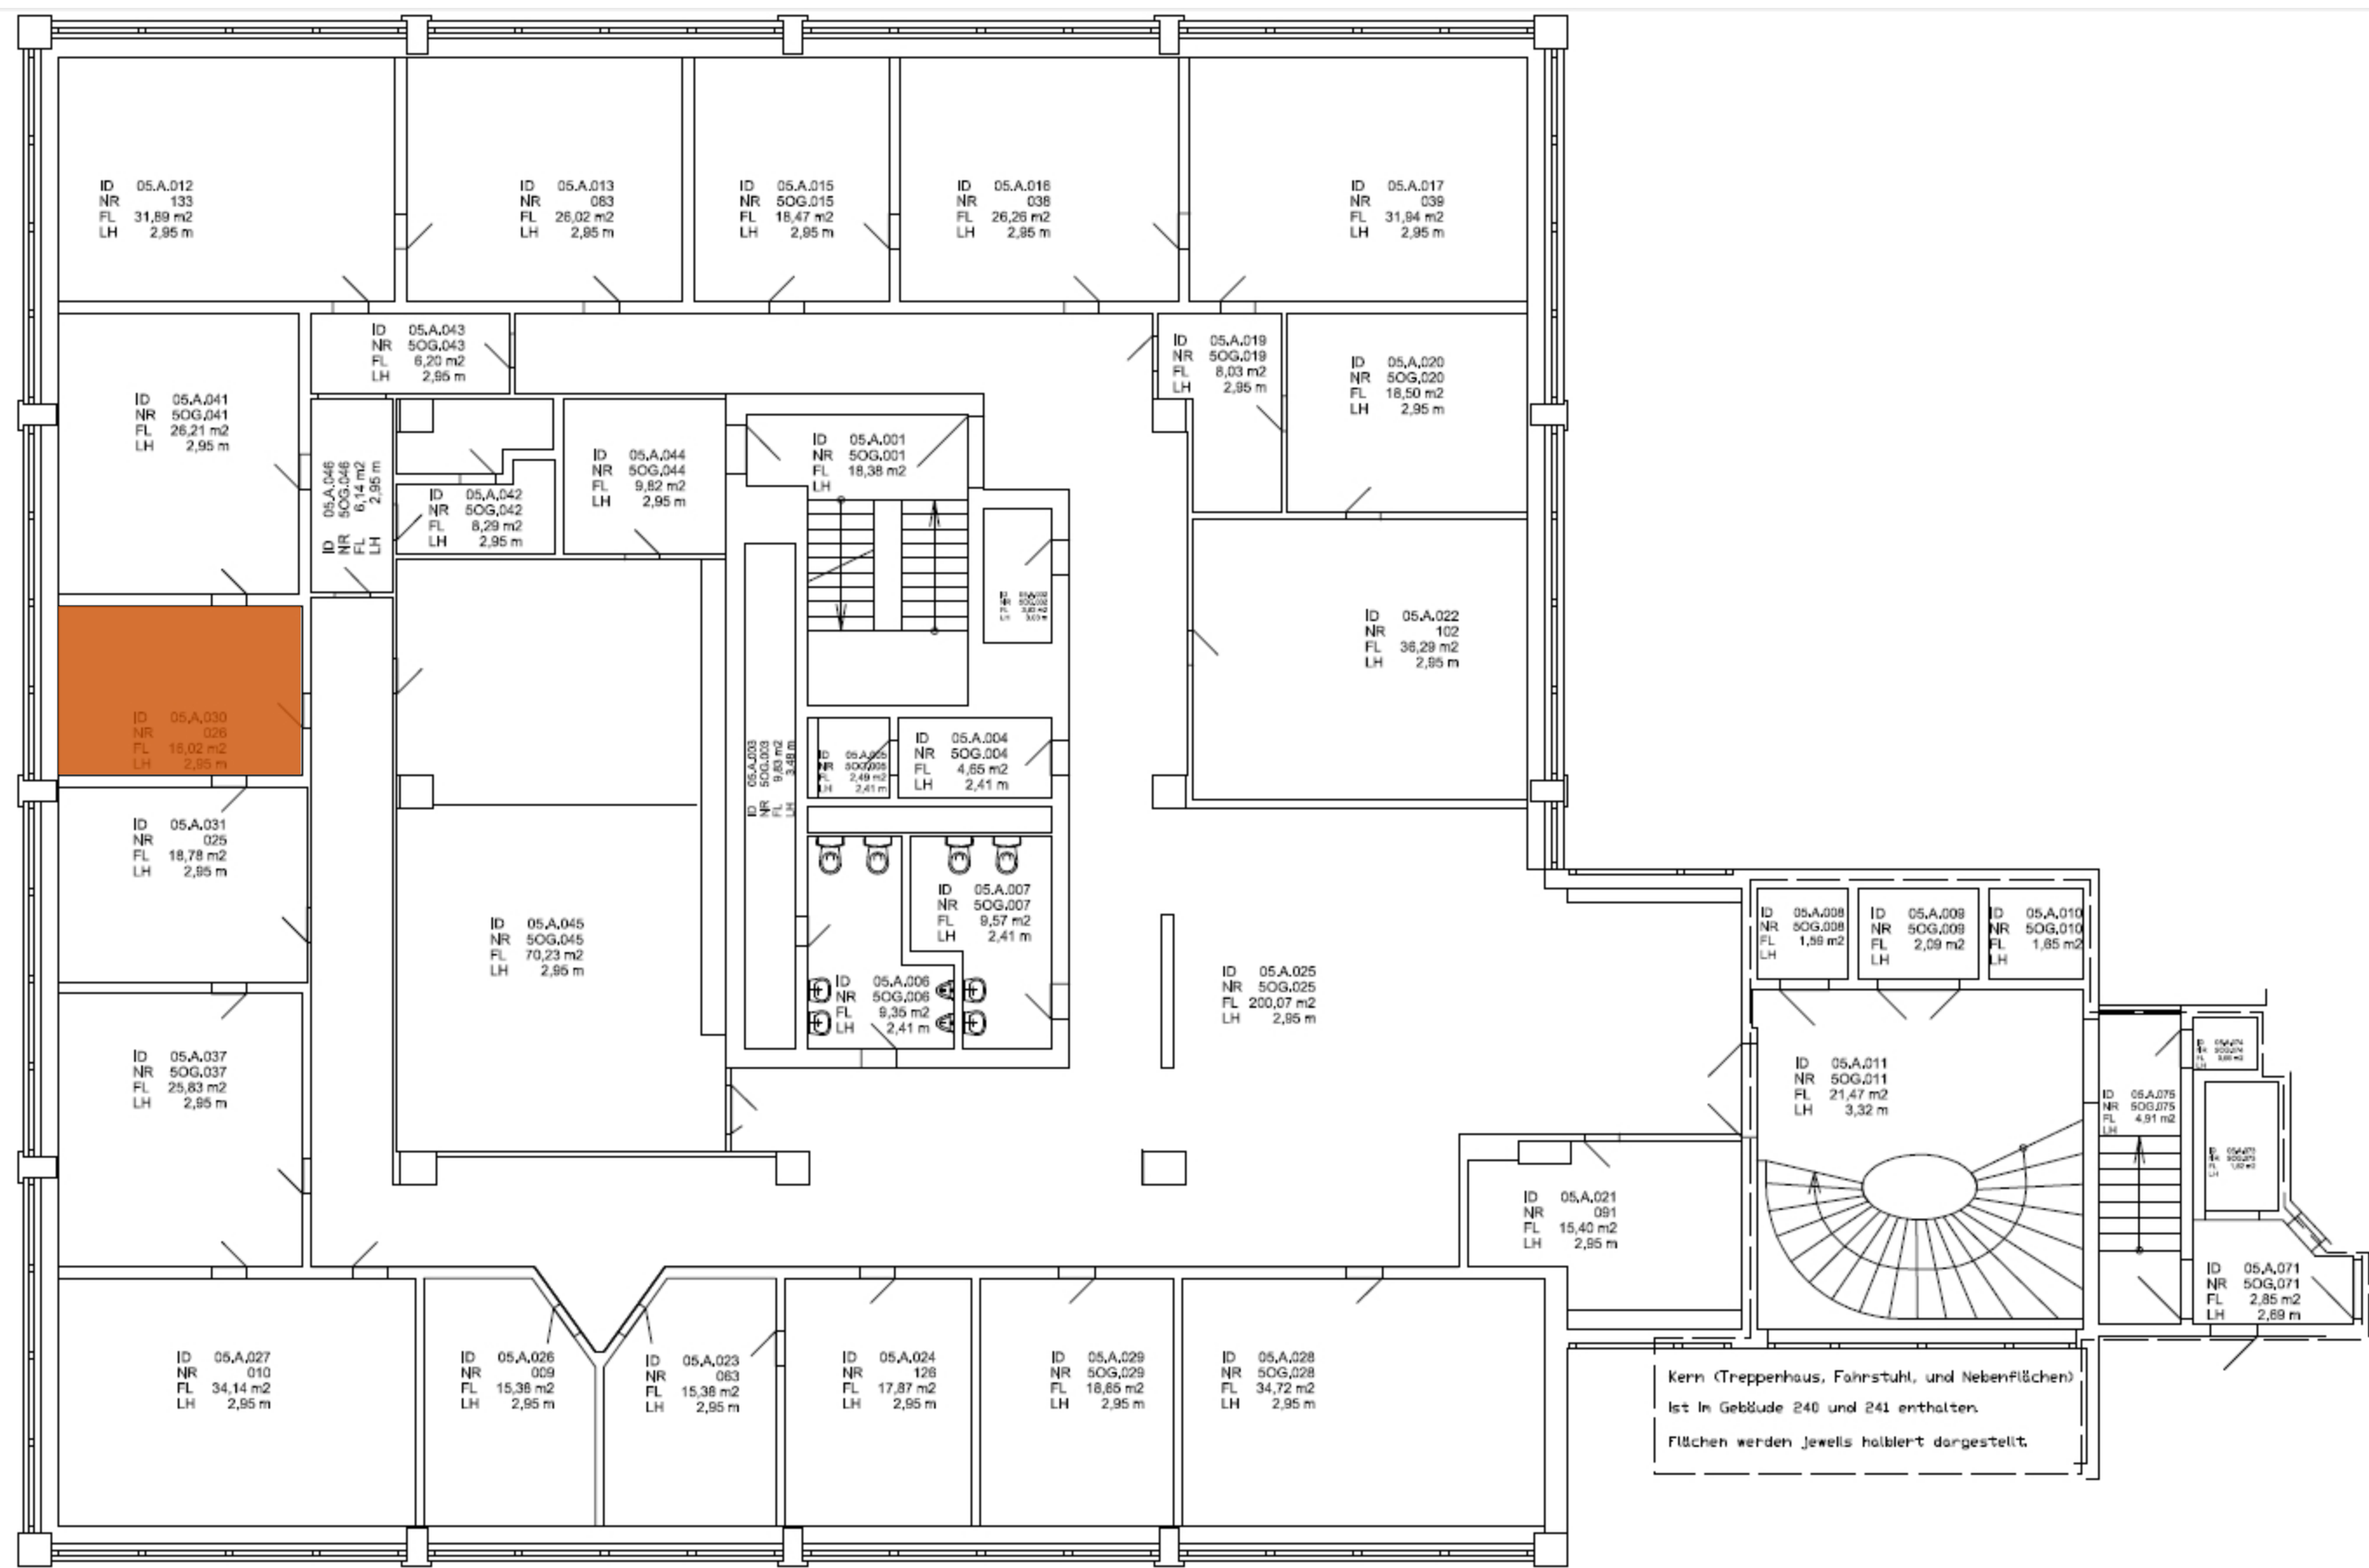 ID 05.A.012
NR 133
FL 31,89 m2
LH 2,95 m
ID 05.A.013
NR 083
FL 26,02 m2
LH 2,95 m
ID 05.A.015
NR 5OG.015
FL 18,47 m2
LH 2,95 m
ID 05.A.016
NR 038
FL 26,26 m2
LH 2,95 m
ID 05.A.017
NR 039
FL 31,94 m2
LH 2,95 m
ID 05.A.043
NR 5OG.043
FL 6,20 m2
LH 2,95 m
ID 05.A.019
NR 5OG.019
FL 8,03 m2
LH 2,95 m
ID 05.A.020
NR 5OG.020
FL 18,50 m2
LH 2,95 m
ID 05.A.041
NR 5OG.041
FL 26,21 m2
LH 2,95 m
ID 05.A.046
NR 5OG.046
FL 6,14 m2
LH 2,95 m
ID 05.A.042
NR 5OG.042
FL 8,29 m2
LH 2,95 m
ID 05.A.044
NR 5OG.044
FL 9,82 m2
LH 2,95 m
ID 05.A.001
NR 5OG.001
FL 18,38 m2
LH
ID 05.A.022
NR 102
FL 36,29 m2
LH 2,95 m
ID 05.A.030
NR 026
FL 16,02 m2
LH 2,95 m
ID 05.A.003
NR 5OG.003
FL 9,83 m2
LH 3,48 m
ID 05.A.005
NR 5OG.005
FL 2,49 m2
LH 2,41 m
ID 05.A.004
NR 5OG.004
FL 4,65 m2
LH 2,41 m
ID 05.A.031
NR 025
FL 18,78 m2
LH 2,95 m
ID 05.A.045
NR 5OG.045
FL 70,23 m2
LH 2,95 m
ID 05.A.007
NR 5OG.007
FL 9,57 m2
LH 2,41 m
ID 05.A.006
NR 5OG.006
FL 9,35 m2
LH 2,41 m
ID 05.A.025
NR 5OG.025
FL 200,07 m2
LH 2,95 m
ID 05.A.008
NR 5OG.008
FL 1,59 m2
LH
ID 05.A.009
NR 5OG.009
FL 2,09 m2
LH
ID 05.A.010
NR 5OG.010
FL 1,65 m2
LH
ID 05.A.037
NR 5OG.037
FL 25,83 m2
LH 2,95 m
ID 05.A.011
NR 5OG.011
FL 21,47 m2
LH 3,32 m
ID 05.A.075
NR 5OG.075
FL 4,91 m2
LH
ID 05.A.021
NR 091
FL 15,40 m2
LH 2,95 m
ID 05.A.071
NR 5OG.071
FL 2,85 m2
LH 2,69 m
ID 05.A.027
NR 010
FL 34,14 m2
LH 2,95 m
ID 05.A.026
NR 009
FL 15,38 m2
LH 2,95 m
ID 05.A.023
NR 063
FL 15,38 m2
LH 2,95 m
ID 05.A.024
NR 126
FL 17,87 m2
LH 2,95 m
ID 05.A.029
NR 5OG.029
FL 18,65 m2
LH 2,95 m
ID 05.A.028
NR 5OG.028
FL 34,72 m2
LH 2,95 m
Kern (Treppenhaus, Fahrstuhl, und Nebenflächen)
ist im Gebäude 240 und 241 enthalten.
Flächen werden jeweils halbiert dargestellt.